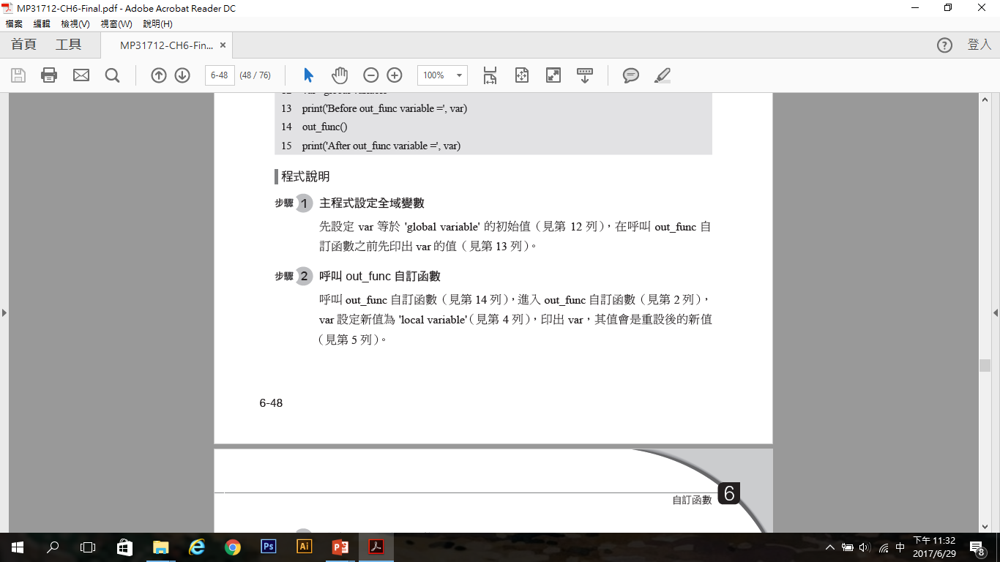 MP31712-CH6-Final.pdf - Adobe Acrobat Reader DC
檔案 編輯 檢視(V) 視窗(W) 說明(H)
首頁 工具 MP31712-CH6-Fin... × ? 登入
6-48 (48 / 76) 100%
13 print('Before out_func variable =', var)
14 out_func()
15 print('After out_func variable =', var)
程式說明
步驟 1 主程式設定全域變數
先設定 var 等於 'global variable' 的初始值（見第 12 列），在呼叫 out_func 自
訂函數之前先印出 var 的值（見第 13 列）。
步驟 2 呼叫 out_func 自訂函數
呼叫 out_func 自訂函數（見第 14 列），進入 out_func 自訂函數（見第 2 列），
var 設定新值為 'local variable'（見第 4 列），印出 var，其值會是重設後的新值
（見第 5 列）。
6-48
自訂函數 6
Ps Ai P 中 下午 11:32
2017/6/29 8